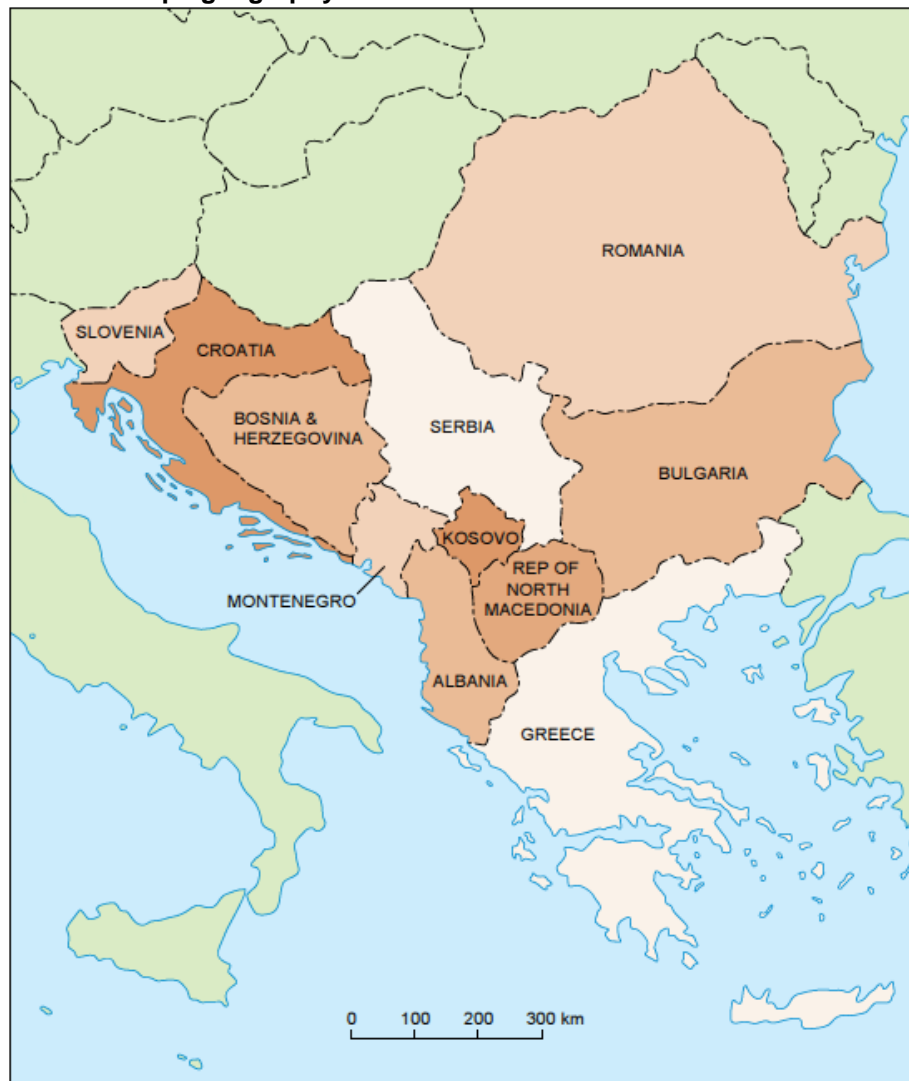 ROMANIA
SLOVENIA
CROATIA
BOSNIA &
HERZEGOVINA
SERBIA
BULGARIA
KOSOVO
REP OF
NORTH
MACEDONIA
MONTENEGRO
ALBANIA
GREECE
0 100 200 300 km